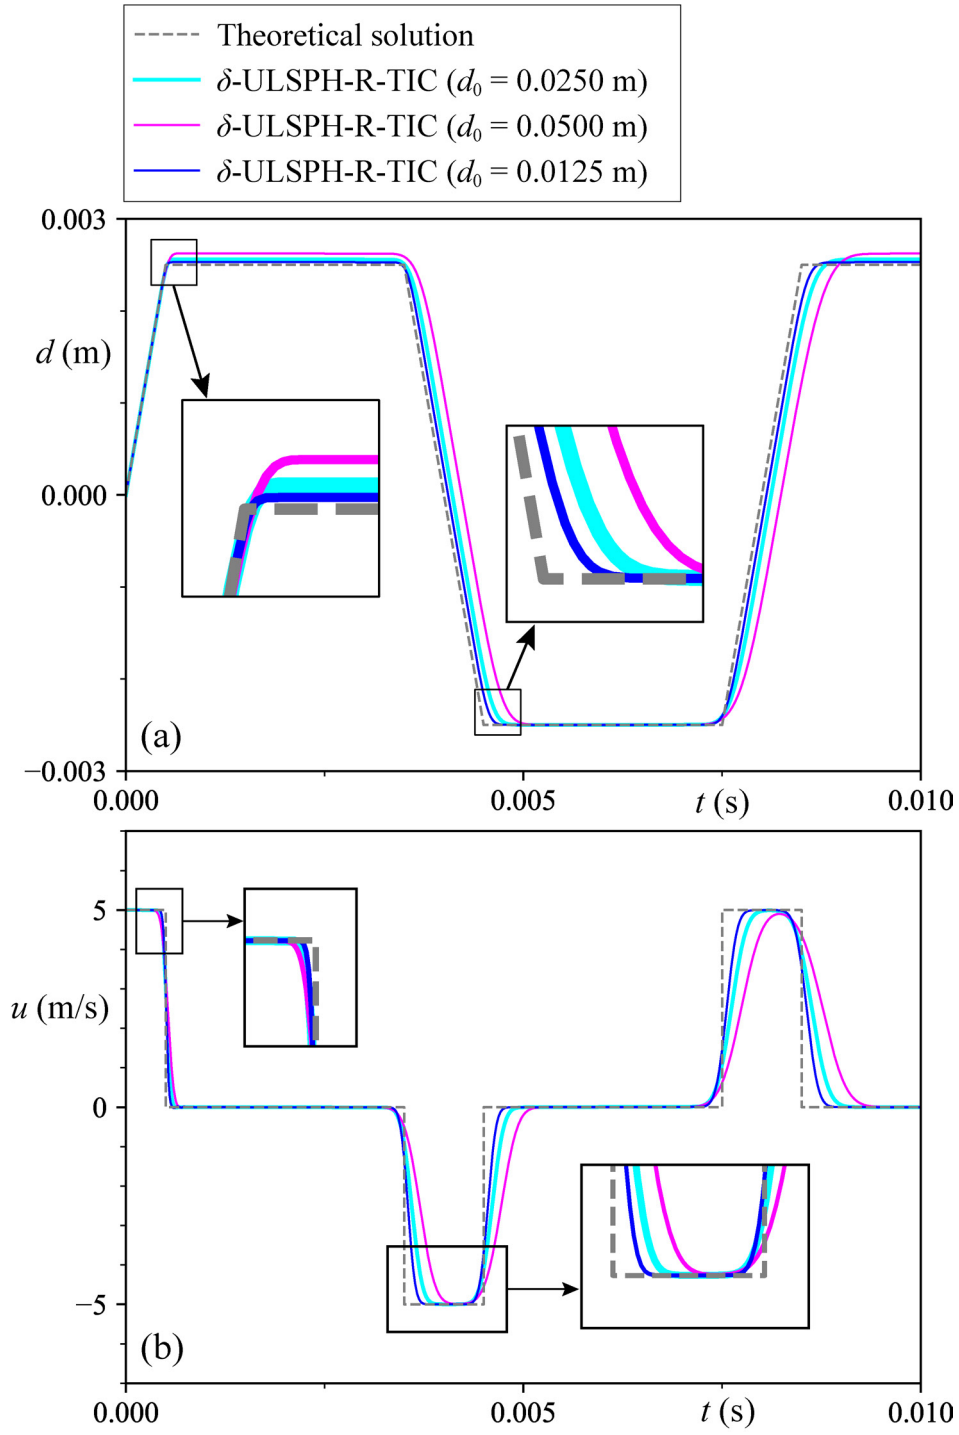 Theoretical solution
δ-ULSPH-R-TIC (d₀ = 0.0250 m)
δ-ULSPH-R-TIC (d₀ = 0.0500 m)
δ-ULSPH-R-TIC (d₀ = 0.0125 m)
0.003
d (m)
0.000
(a)
−0.003
0.000
0.005
t (s)
0.010
5
u (m/s)
0
−5
(b)
0.000
0.005
t (s)
0.010